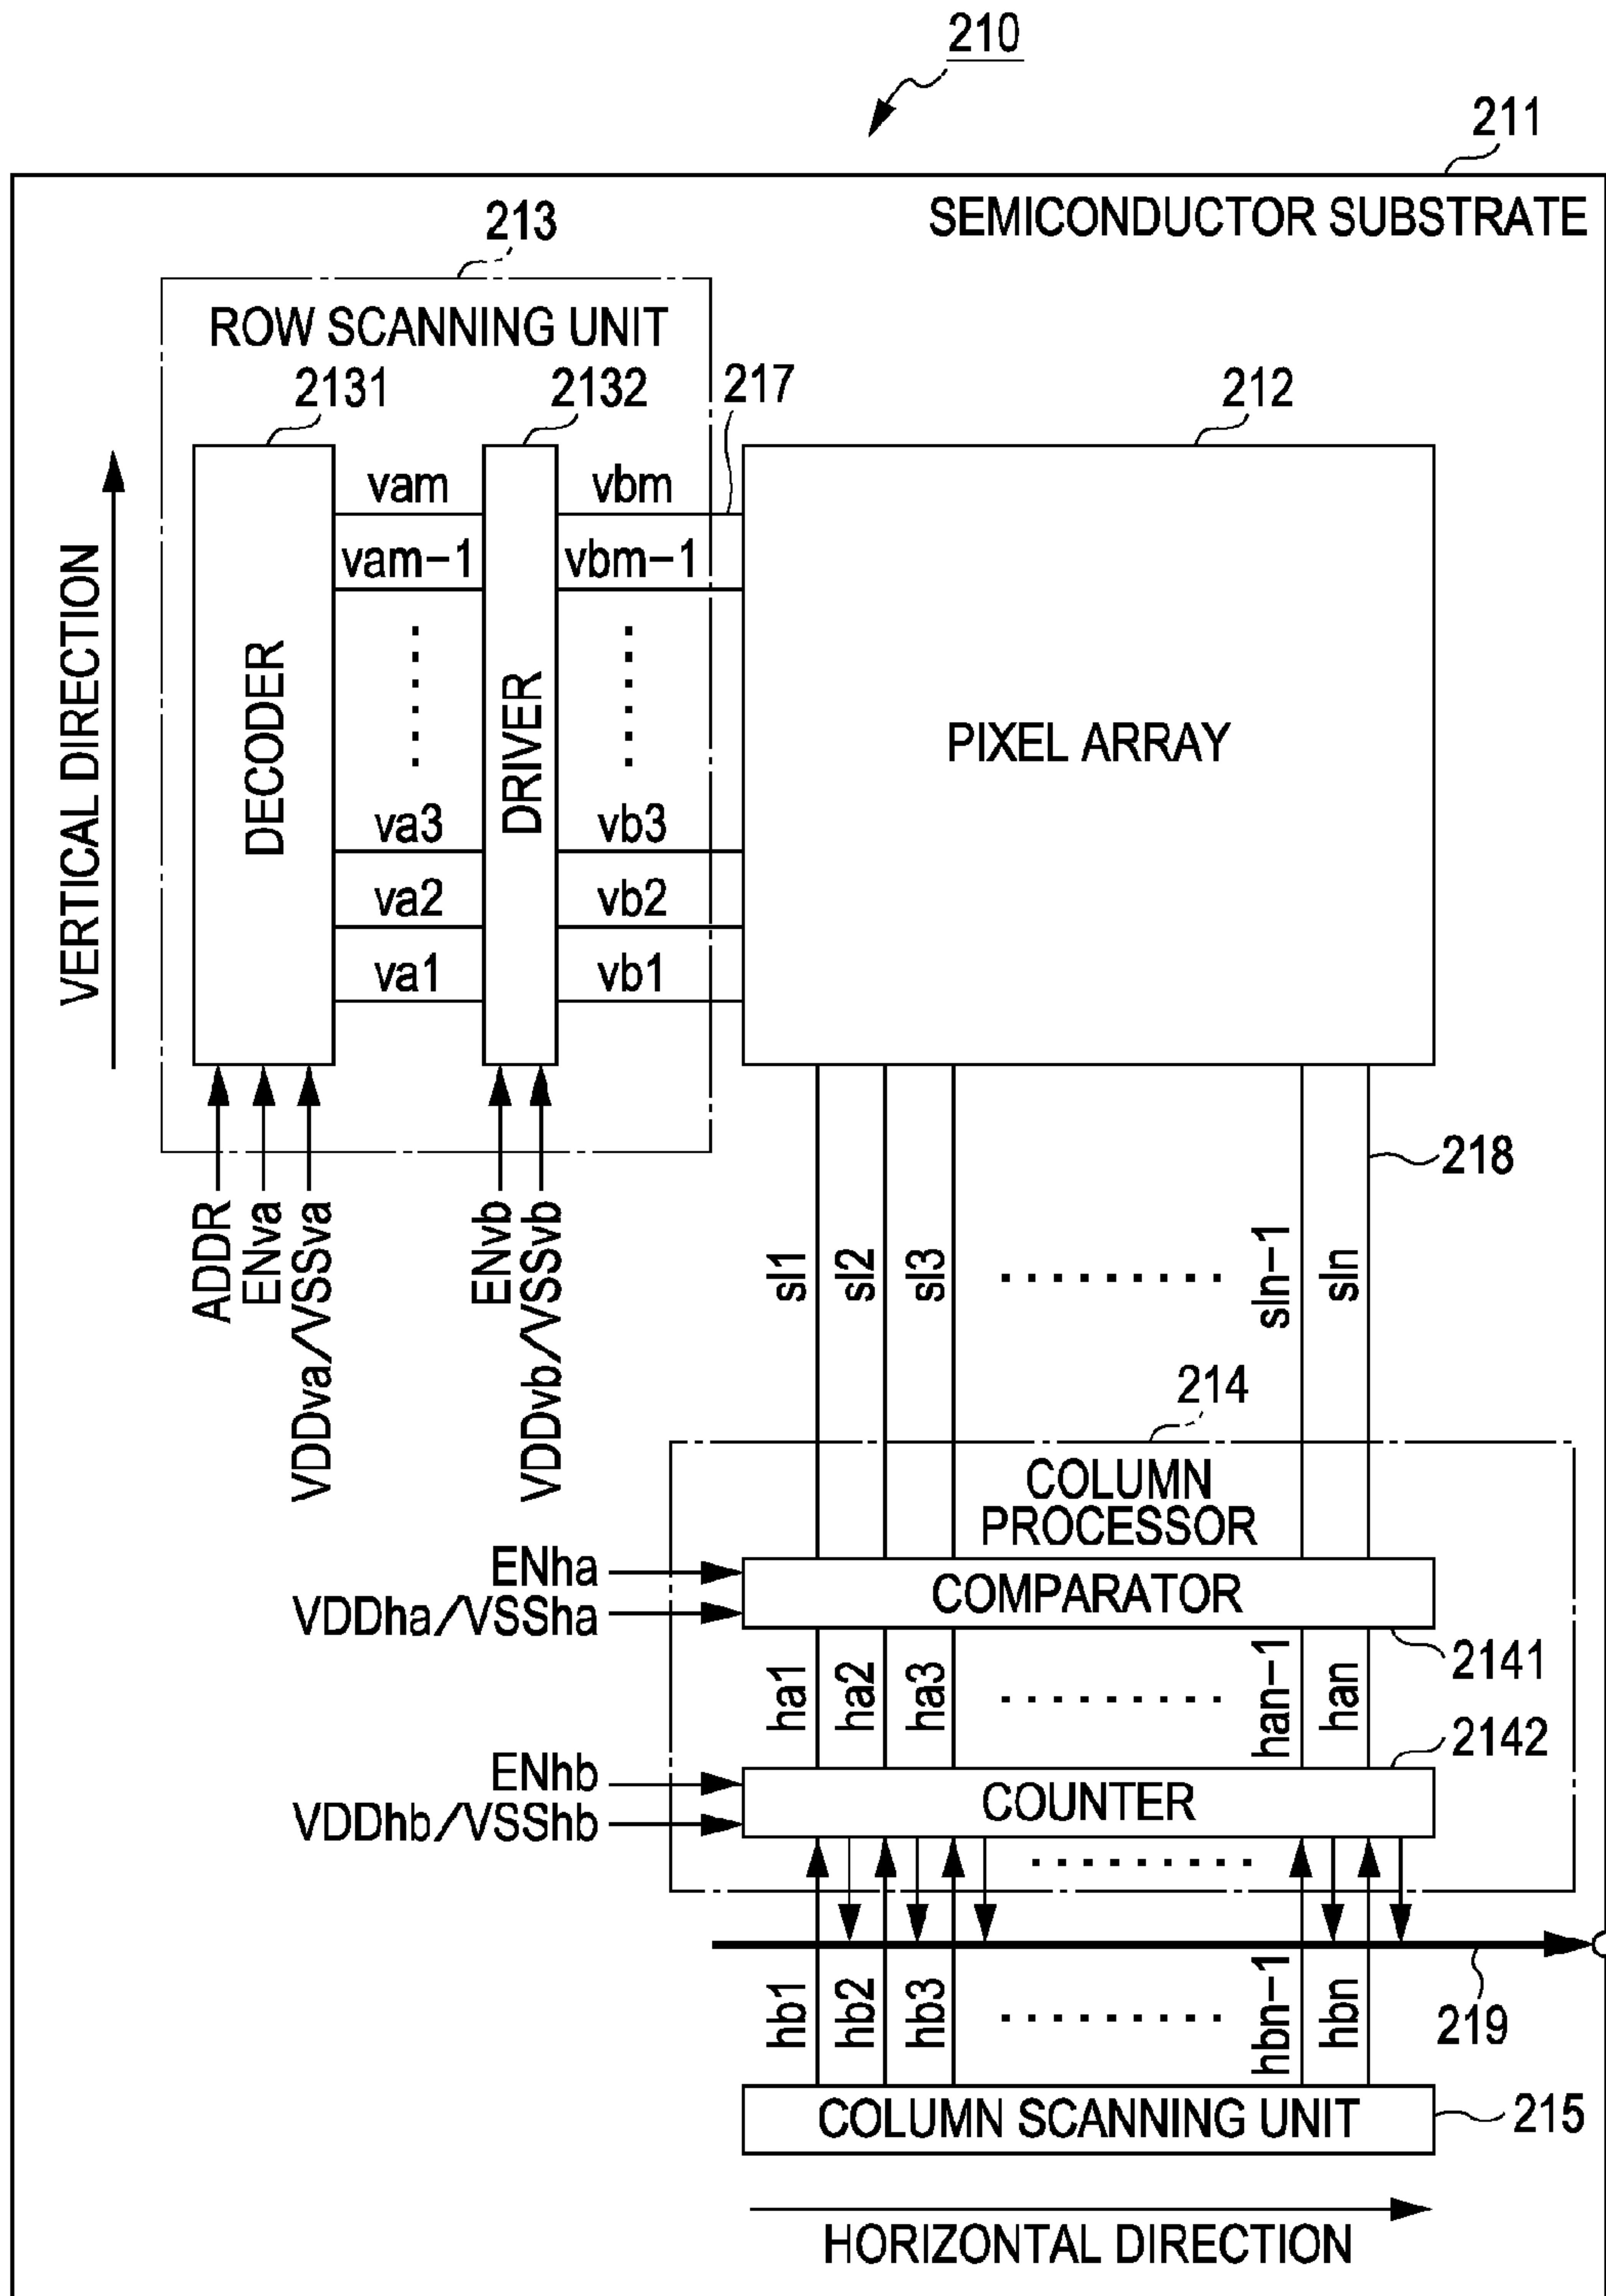 210
211
SEMICONDUCTOR SUBSTRATE
213
ROW SCANNING UNIT
2131
2132
217
212
VERTICAL DIRECTION
DECODER
vam
vam-1
va3
va2
va1
DRIVER
vbm
vbm-1
vb3
vb2
vb1
PIXEL ARRAY
ADDR
ENva
VDDva/VSSva
ENvb
VDDvb/VSSvb
sl1
sl2
sl3
sln-1
sln
218
214
COLUMN
PROCESSOR
ENha
VDDha/VSSha
COMPARATOR
2141
ha1
ha2
ha3
han-1
han
2142
ENhb
VDDhb/VSShb
COUNTER
hb1
hb2
hb3
hbn-1
hbn
219
COLUMN SCANNING UNIT
215
HORIZONTAL DIRECTION